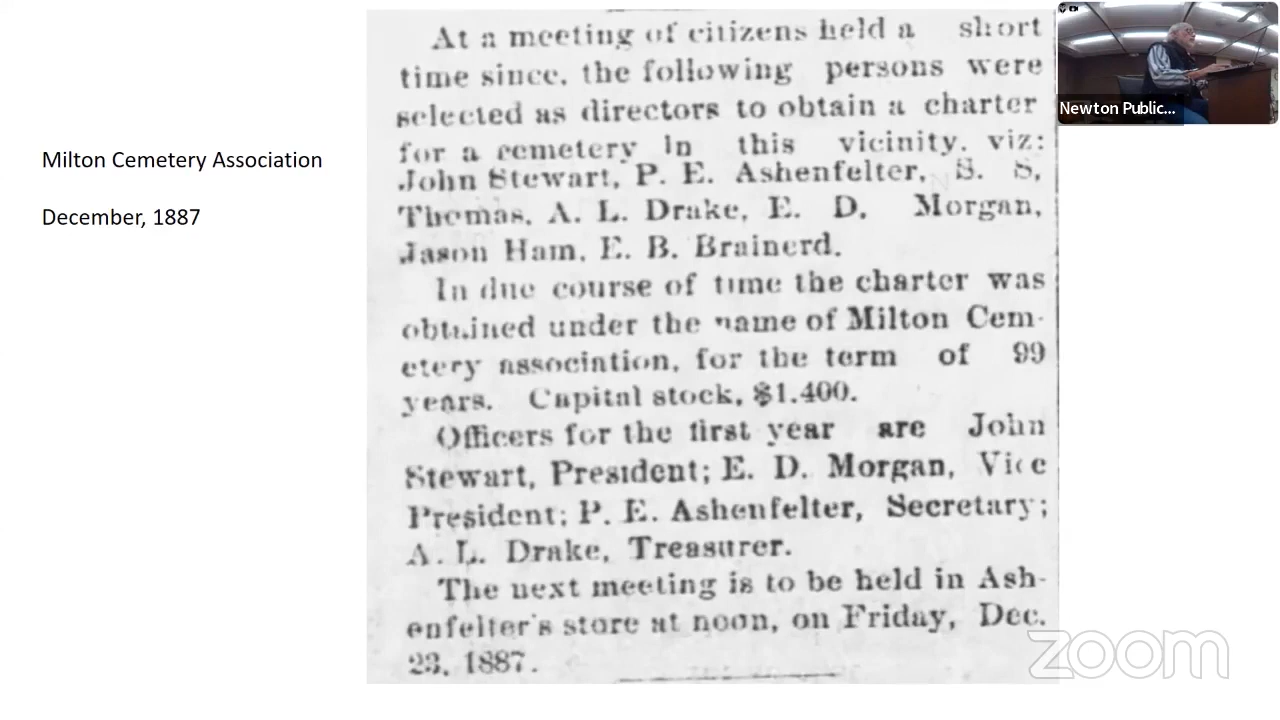 Milton Cemetery Association
December, 1887
At a meeting of citizens held a short
time since, the following persons were
selected as directors to obtain a charter
for a cemetery in this vicinity. viz:
John Stewart, P. E. Ashenfelter, S. S.
Thomas, A. L. Drake, E. D. Morgan,
Jason Ham, E. B. Brainerd.
In due course of time the charter was
obtained under the name of Milton Cem-
etery association, for the term of 99
years. Capital stock, $1.400.
Officers for the first year are John
Stewart, President; E. D. Morgan, Vice
President; P. E. Ashenfelter, Secretary;
A. L. Drake, Treasurer.
The next meeting is to be held in Ash-
enfelter's store at noon, on Friday, Dec.
23, 1887.
Newton Public...
zoom